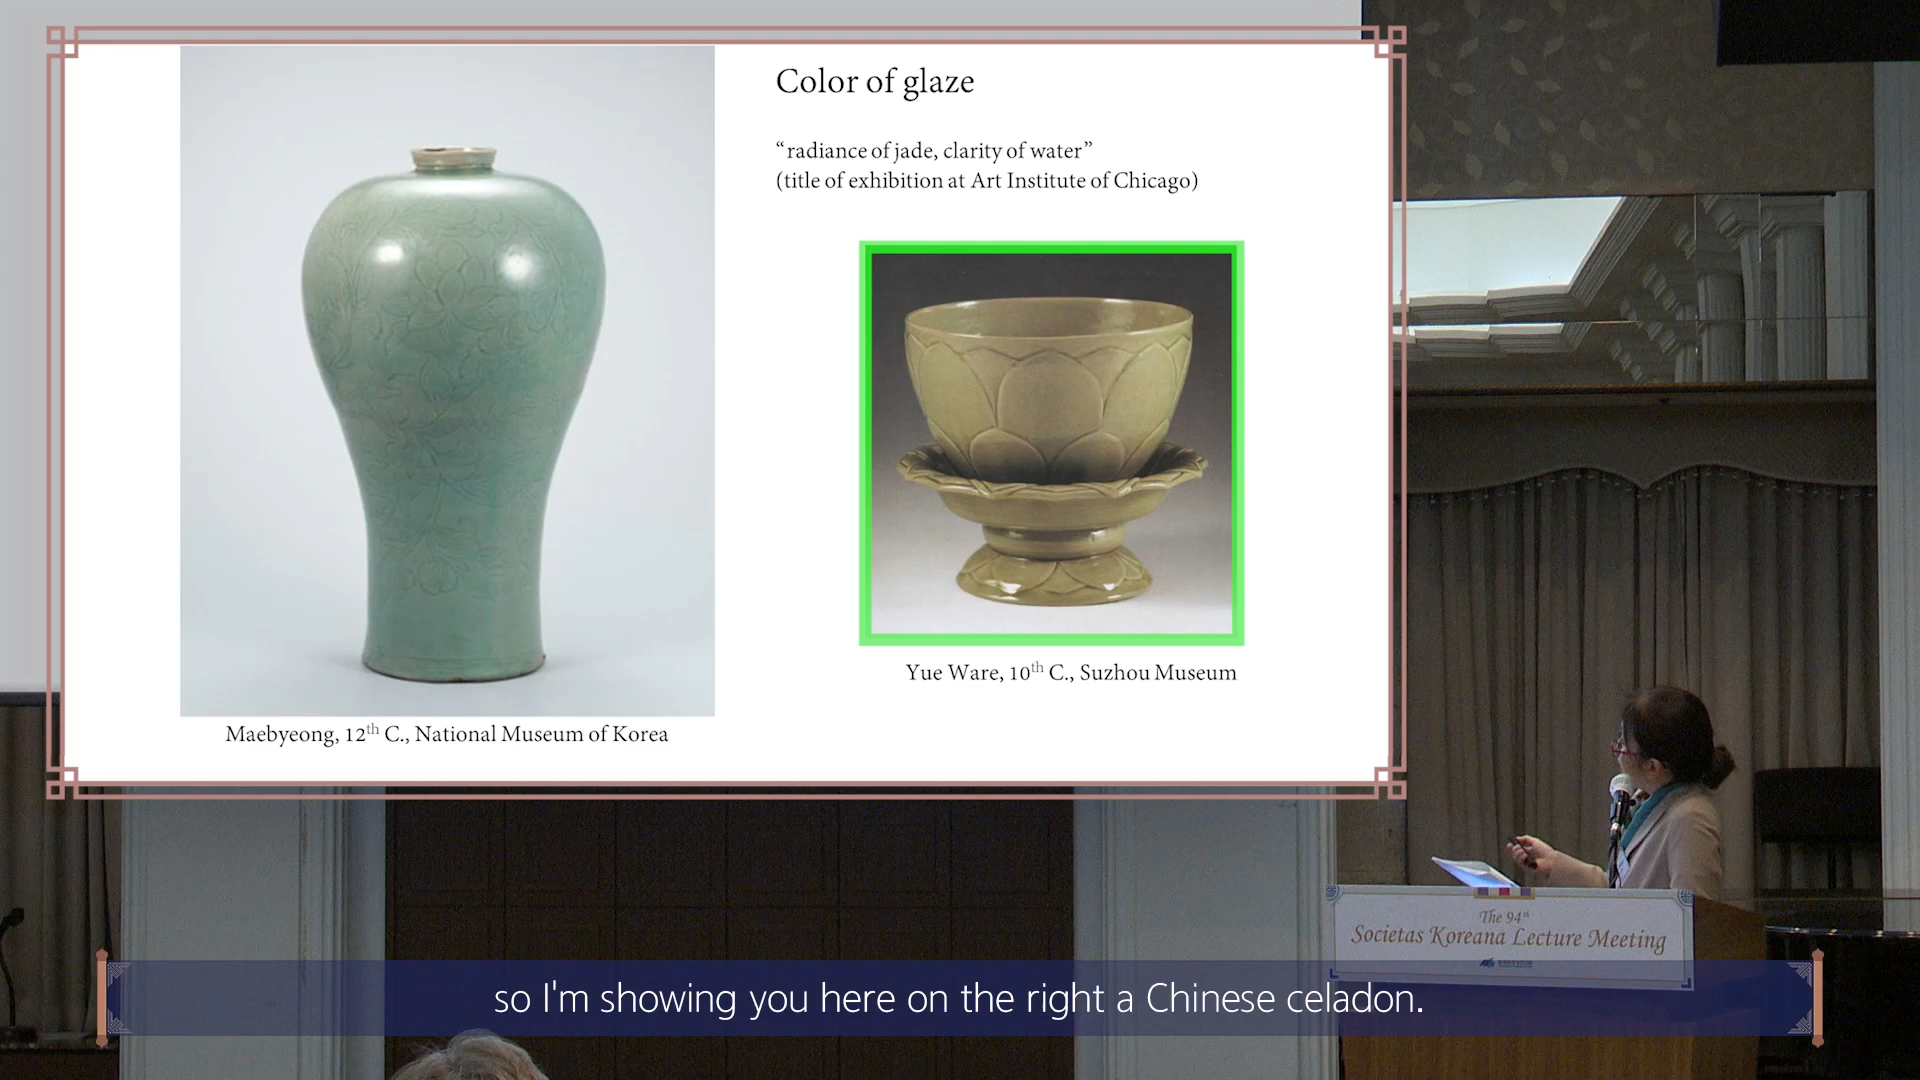 Color of glaze
“radiance of jade, clarity of water”
(title of exhibition at Art Institute of Chicago)
Yue Ware, 10th C., Suzhou Museum
Maebyeong, 12th C., National Museum of Korea
The 94th
Societas Koreana Lecture Meeting
so I'm showing you here on the right a Chinese celadon.